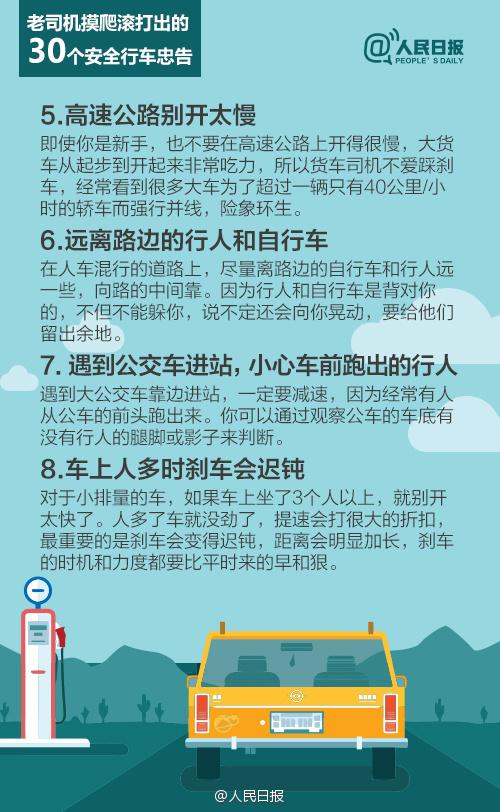 老司机摸爬滚打出的
30个安全行车忠告
@人民日报
PEOPLE'S DAILY
5.高速公路别开太慢
即使你是新手，也不要在高速公路上开得很慢，大货
车从起步到开起来非常吃力，所以货车司机不爱踩刹
车，经常看到很多大车为了超过一辆只有40公里/小
时的轿车而强行并线，险象环生。
6.远离路边的行人和自行车
在人车混行的道路上，尽量离路边的自行车和行人远
一些，向路的中间靠。因为行人和自行车是背对你
的，不但不能躲你，说不定还会向你晃动，要给他们
留出余地。
7. 遇到公交车进站，小心车前跑出的行人
遇到大公交车靠边进站，一定要减速，因为经常有人
从公车的前头跑出来。你可以通过观察公车的车底有
没有行人的腿脚或影子来判断。
8.车上人多时刹车会迟钝
对于小排量的车，如果车上坐了3个人以上，就别开
太快了。人多了车就没劲了，提速会打很大的折扣，
最重要的是刹车会变得迟钝，距离会明显加长，刹车
的时机和力度都要比平时来的早和狠。
@人民日报